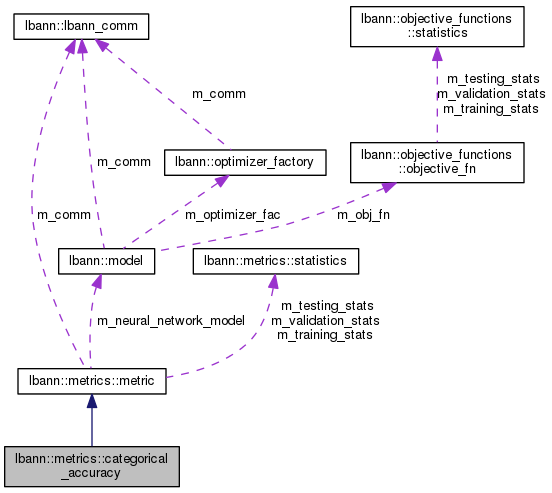 lbann::lbann_comm
lbann::objective_functions
::statistics
m_testing_stats
m_validation_stats
m_training_stats
m_comm
lbann::optimizer_factory
lbann::objective_functions
::objective_fn
m_comm
m_comm
m_optimizer_fac
m_obj_fn
lbann::model
lbann::metrics::statistics
m_neural_network_model
m_testing_stats
m_validation_stats
m_training_stats
lbann::metrics::metric
lbann::metrics::categorical
_accuracy